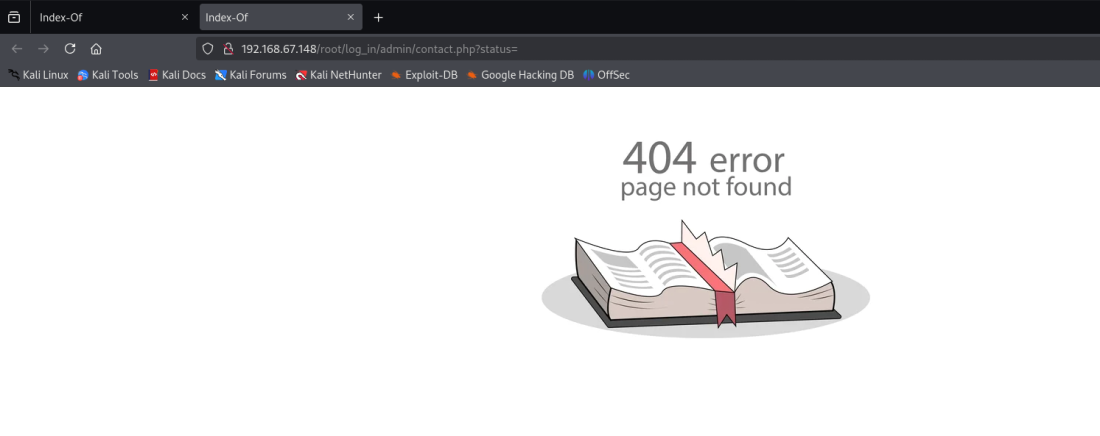 Index-Of
Index-Of
192.168.67.148/root/log_in/admin/contact.php?status=
Kali Linux Kali Tools Kali Docs Kali Forums Kali NetHunter Exploit-DB Google Hacking DB OffSec
404 error
page not found